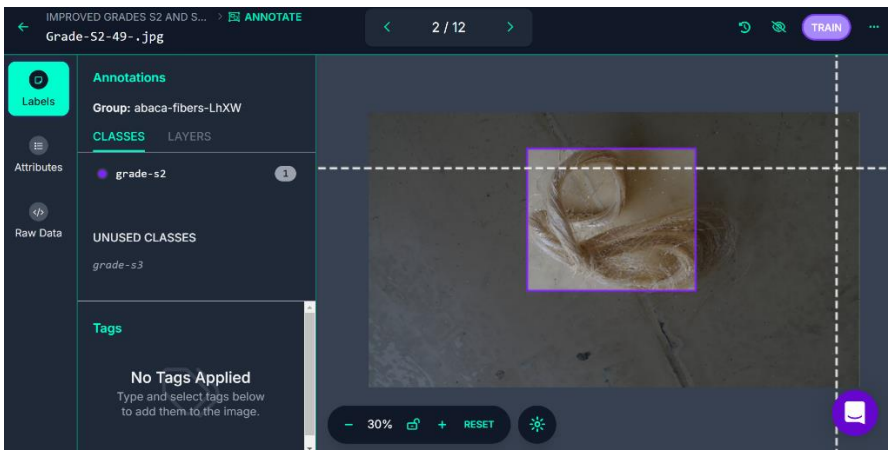 IMPROVED GRADES S2 AND S... > ANNOTATE
Grade-S2-49-.jpg
2 / 12
TRAIN
Labels
Attributes
Raw Data
Annotations
Group: abaca-fibers-LhXW
CLASSES LAYERS
grade-s2 1
UNUSED CLASSES
grade-s3
Tags
No Tags Applied
Type and select tags below
to add them to the image.
30% RESET